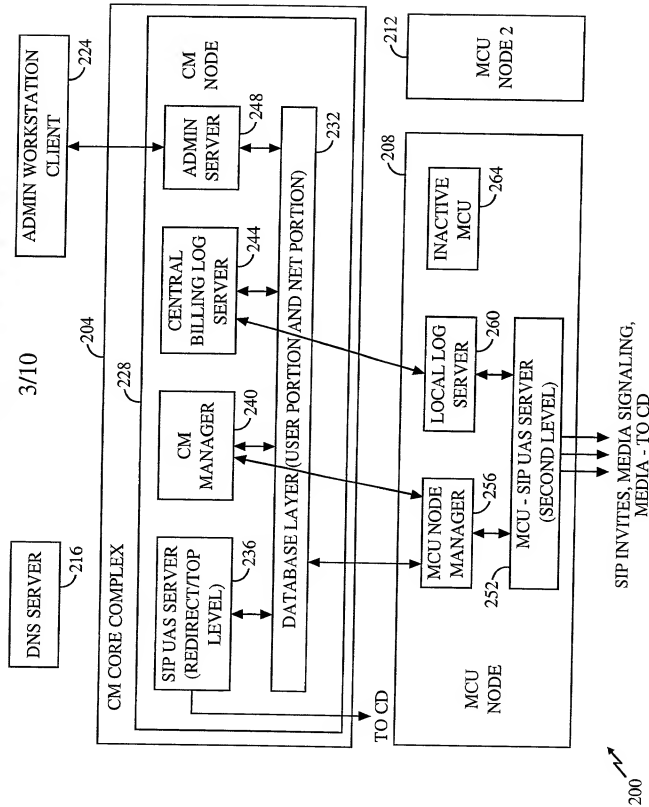 3/10
DNS SERVER
216
ADMIN WORKSTATION
CLIENT
224
204
CM CORE COMPLEX
228
CM
NODE
SIP UAS SERVER
(REDIRECT/TOP
LEVEL)
236
CM
MANAGER
240
CENTRAL
BILLING LOG
SERVER
244
ADMIN
SERVER
248
DATABASE LAYER (USER PORTION AND NET PORTION)
232
TO CD
208
MCU
NODE
MCU NODE
MANAGER
256
LOCAL LOG
SERVER
260
INACTIVE
MCU
264
252
MCU - SIP UAS SERVER
(SECOND LEVEL)
212
MCU
NODE 2
SIP INVITES, MEDIA SIGNALING,
MEDIA - TO CD
200